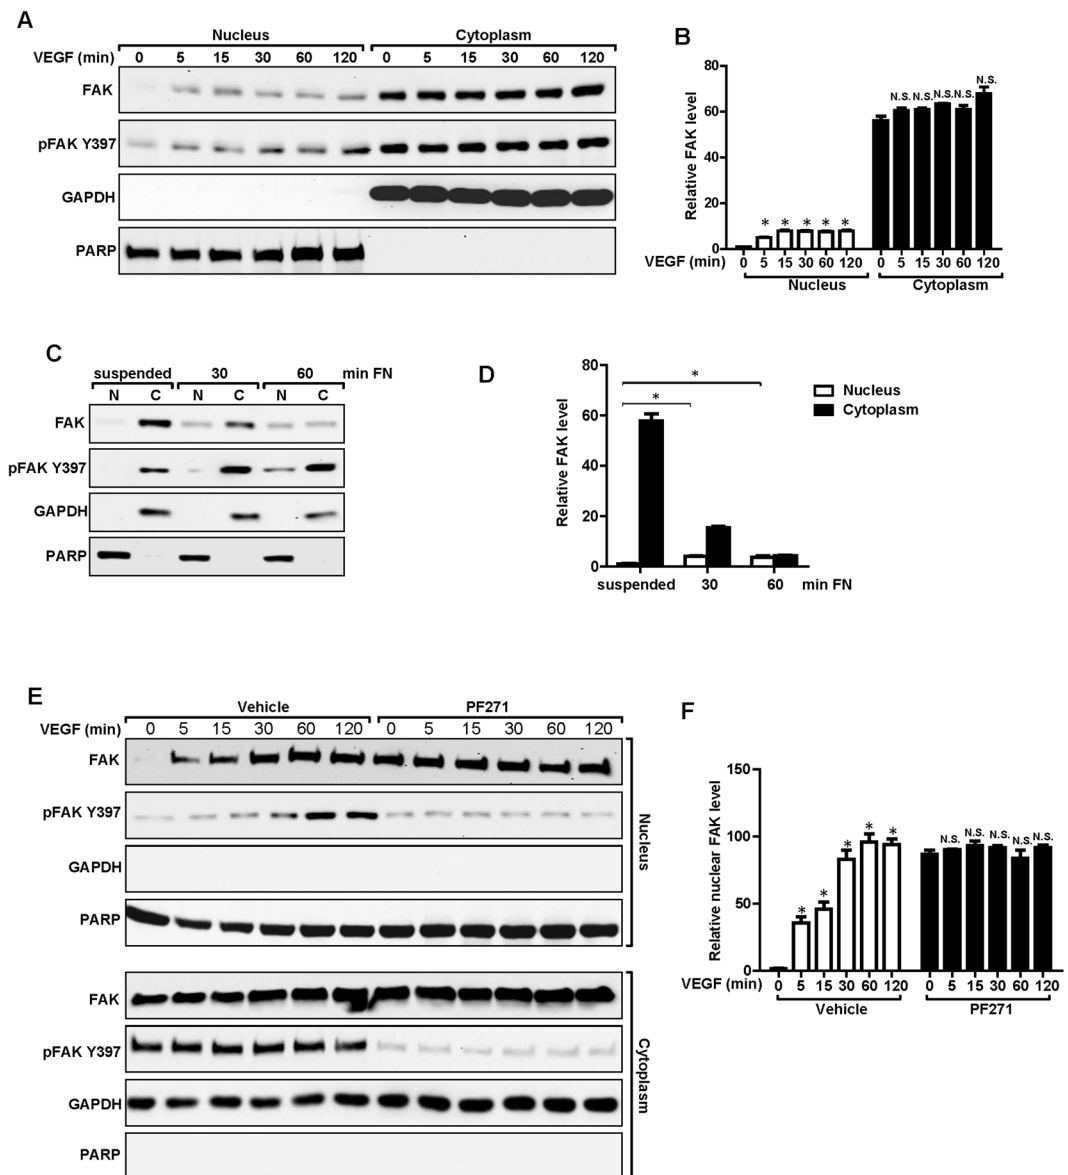 A
Nucleus Cytoplasm
VEGF (min) 0 5 15 30 60 120 0 5 15 30 60 120
FAK
pFAK Y397
GAPDH
PARP
B
Relative FAK level
80
60
40
20
0
* * * * *
N.S. N.S. N.S. N.S. N.S.
VEGF (min) 0 5 15 30 60 120 0 5 15 30 60 120
Nucleus Cytoplasm
C
suspended 30 60 min FN
N C N C N C
FAK
pFAK Y397
GAPDH
PARP
D
Relative FAK level
80
60
40
20
0
*
*
Nucleus
Cytoplasm
suspended 30 60 min FN
E
Vehicle PF271
VEGF (min) 0 5 15 30 60 120 0 5 15 30 60 120
FAK
pFAK Y397
GAPDH
PARP
Nucleus
FAK
pFAK Y397
GAPDH
PARP
Cytoplasm
F
Relative nuclear FAK level
150
100
50
0
* * * * *
N.S. N.S. N.S. N.S. N.S.
VEGF (min) 0 5 15 30 60 120 0 5 15 30 60 120
Vehicle PF271